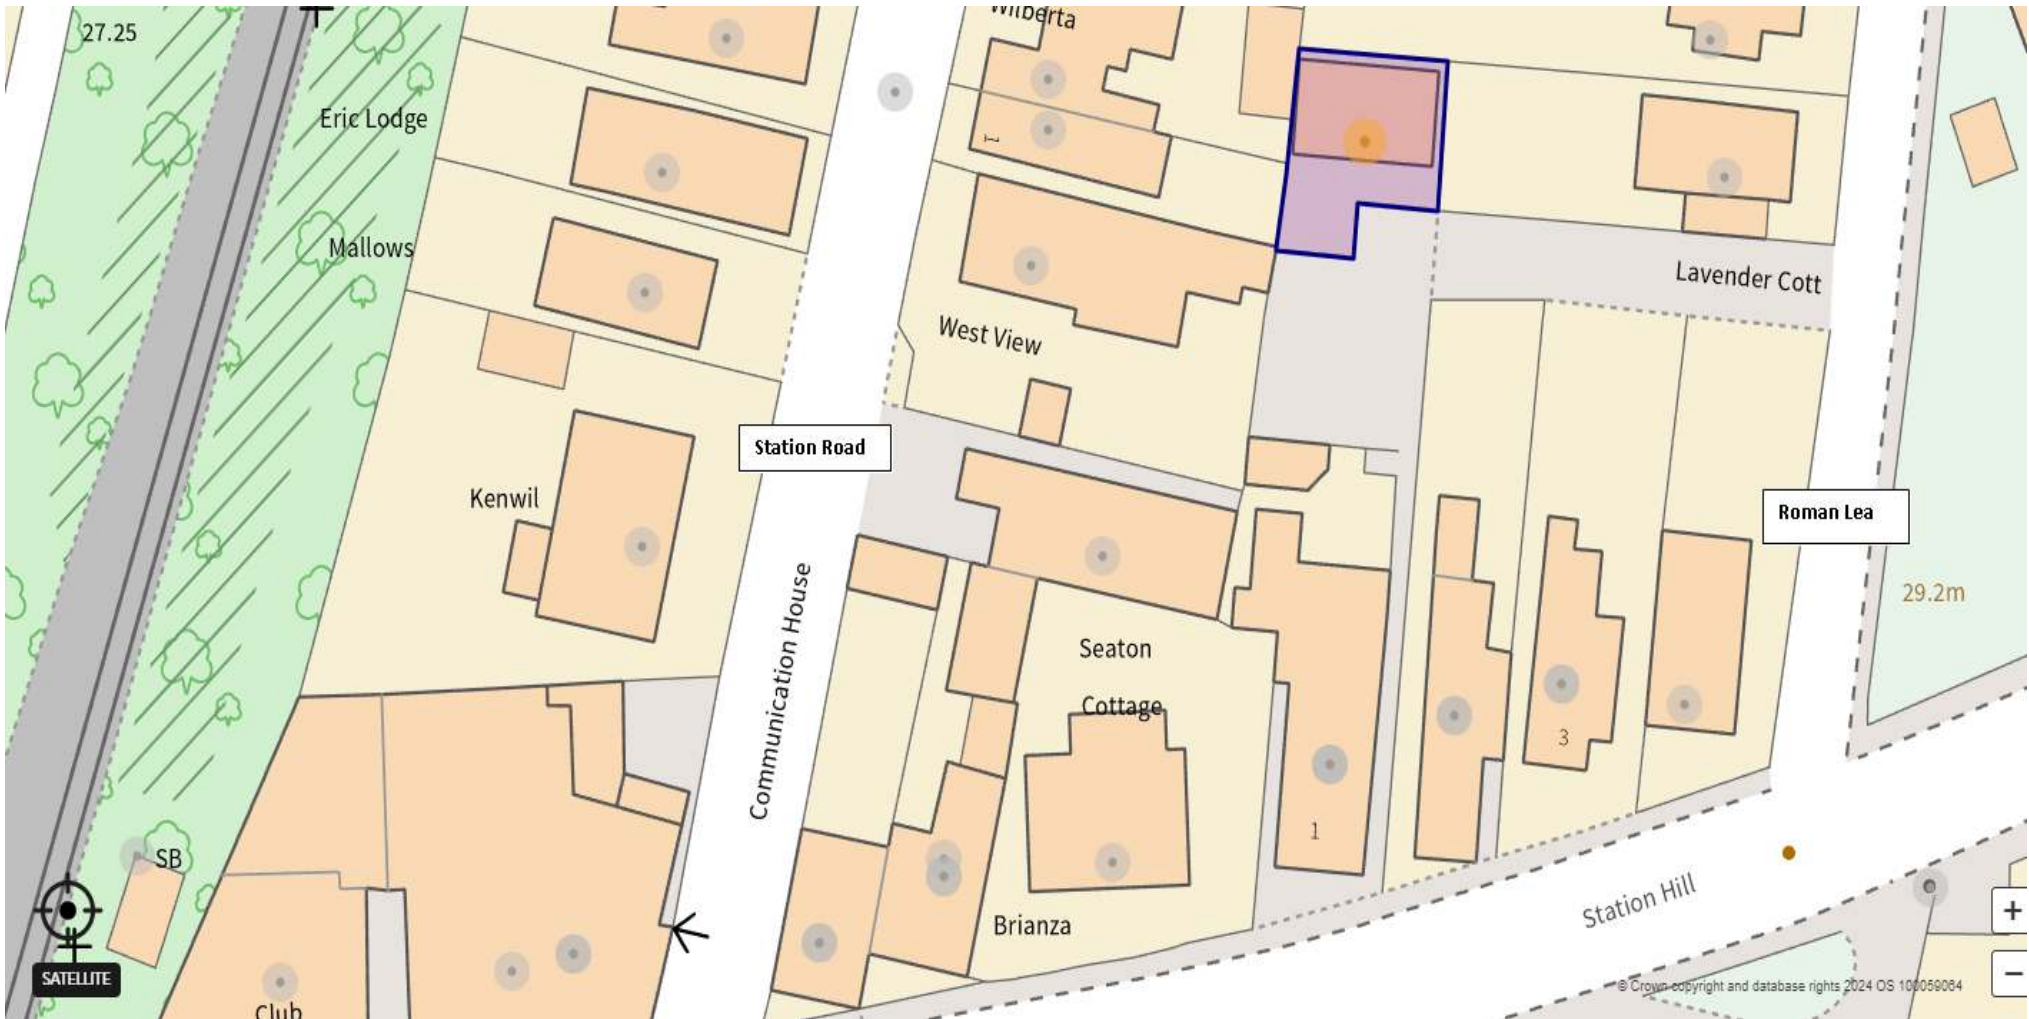 Wilberta
27.25
Eric Lodge
1
Mallows
Lavender Cott
West View
Station Road
Kenwil
Roman Lea
Communication House
29.2m
Seaton
Cottage
3
1
SB
Station Hill
Brianza
+
SATELLITE
−
Club
© Crown copyright and database rights 2024 OS 100059064